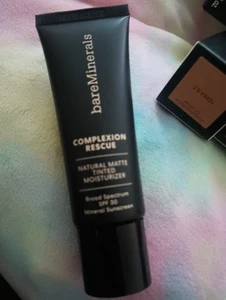 bareMinerals
COMPLEXION
RESCUE
NATURAL MATTE
TINTED
MOISTURIZER
Broad Spectrum
SPF 30
Mineral Sunscreen